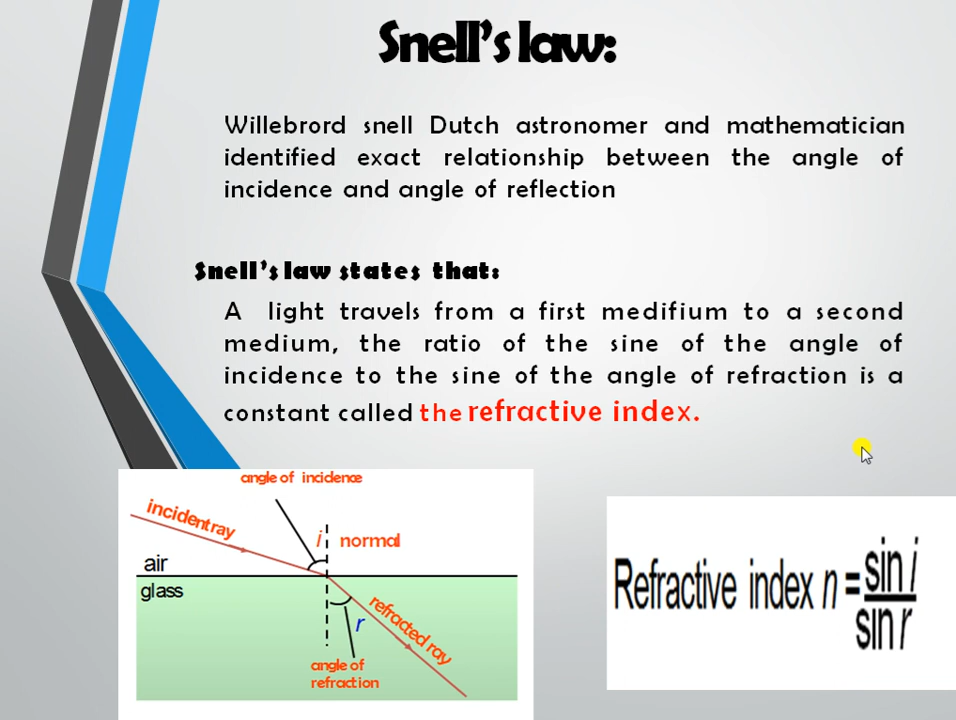 Snell's law:
Willebrord snell Dutch astronomer and mathematician
identified exact relationship between the angle of
incidence and angle of reflection
Snell's law states that:
A light travels from a first medifium to a second
medium, the ratio of the sine of the angle of
incidence to the sine of the angle of refraction is a
constant called the refractive index.
angle of incidence
incident ray
i normal
air
glass
r
refracted ray
angle of
refraction
Refractive index n = sin i
sin r